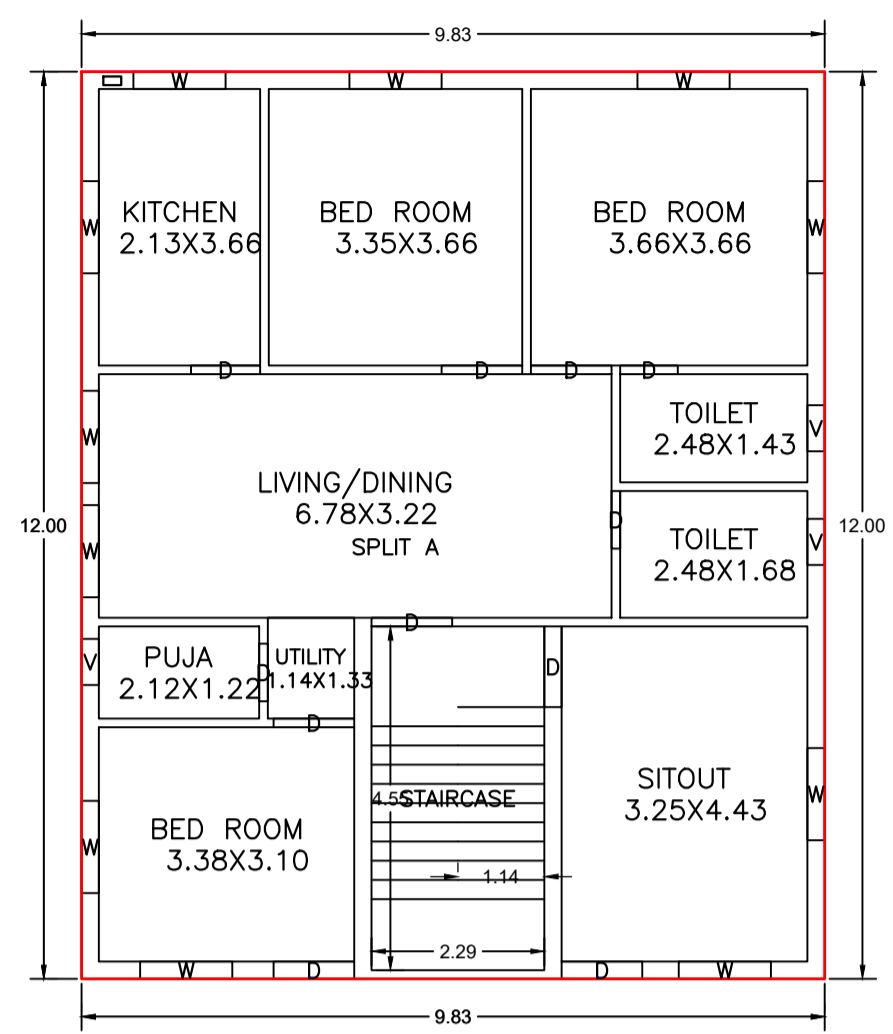 9.83
W W W
KITCHEN
2.13X3.66
BED ROOM
3.35X3.66
BED ROOM
3.66X3.66
W
W
D D D D
W
TOILET
2.48X1.43
V
LIVING/DINING
6.78X3.22
SPLIT A
12.00
12.00
D
W
TOILET
2.48X1.68
V
D
V
PUJA
2.12X1.22
D
UTILITY
1.14X1.33
D
D
4.55
STAIRCASE
SITOUT
3.25X4.43
W
BED ROOM
3.38X3.10
W
1.14
2.29
W D D W
9.83